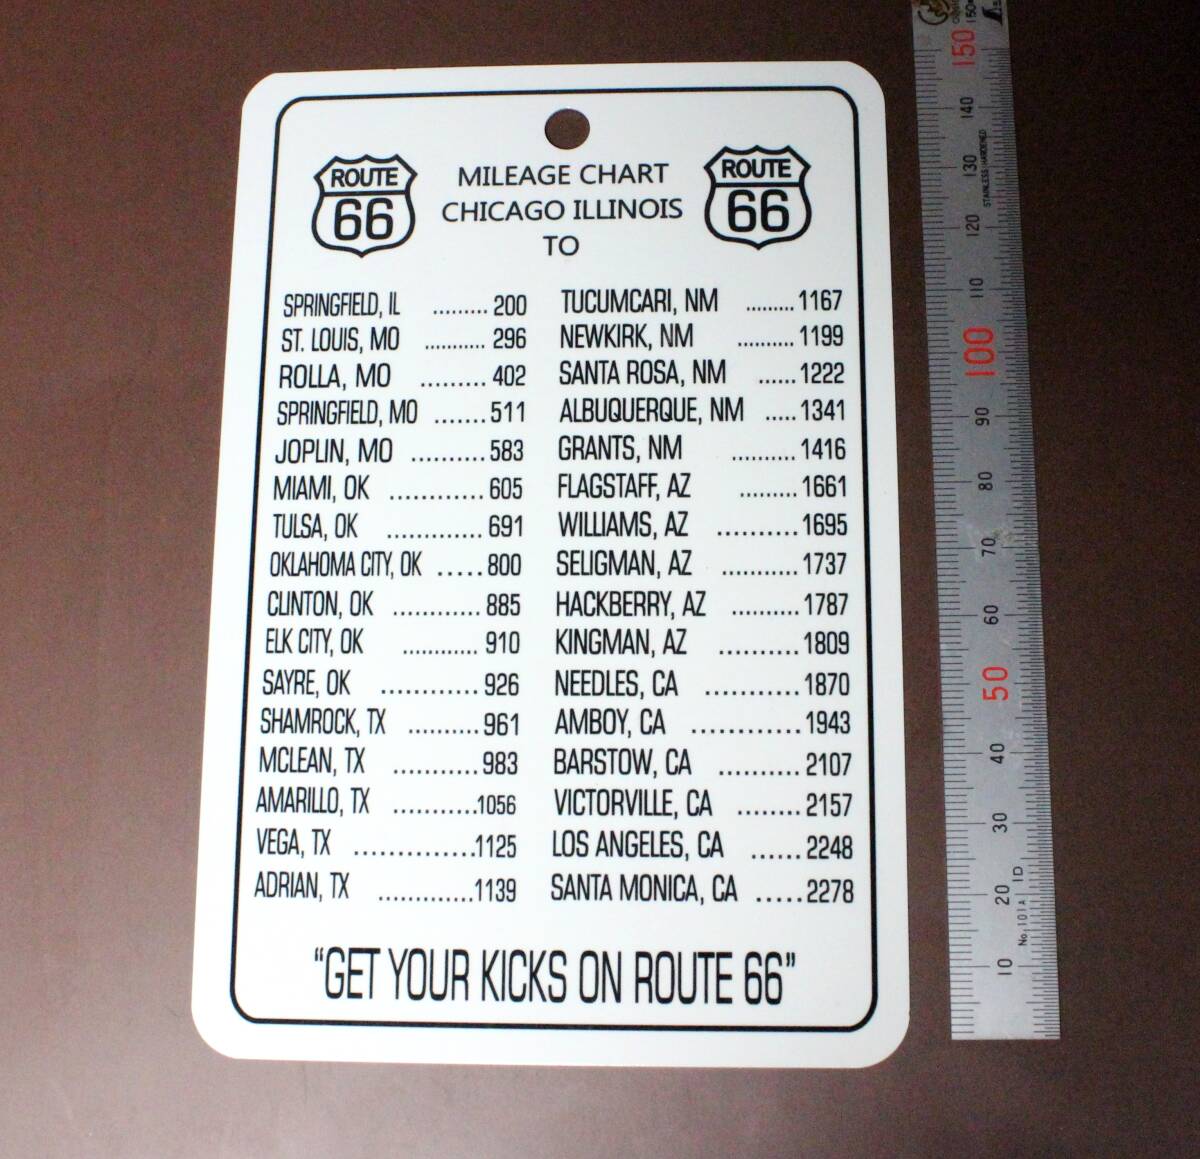 ROUTE
66
MILEAGE CHART
CHICAGO ILLINOIS
TO
ROUTE
66
SPRINGFIELD, IL ......... 200
ST. LOUIS, MO ........... 296
ROLLA, MO ......... 402
SPRINGFIELD, MO ....... 511
JOPLIN, MO .......... 583
MIAMI, OK ............ 605
TULSA, OK ............. 691
OKLAHOMA CITY, OK ..... 800
CLINTON, OK ............ 885
ELK CITY, OK ............ 910
SAYRE, OK ............ 926
SHAMROCK, TX .......... 961
MCLEAN, TX ........... 983
AMARILLO, TX ............ 1056
VEGA, TX .............. 1125
ADRIAN, TX ............. 1139
TUCUMCARI, NM ......... 1167
NEWKIRK, NM .......... 1199
SANTA ROSA, NM ...... 1222
ALBUQUERQUE, NM ..... 1341
GRANTS, NM .......... 1416
FLAGSTAFF, AZ ......... 1661
WILLIAMS, AZ .......... 1695
SELIGMAN, AZ ........... 1737
HACKBERRY, AZ .......... 1787
KINGMAN, AZ .......... 1809
NEEDLES, CA ........... 1870
AMBOY, CA ............ 1943
BARSTOW, CA .......... 2107
VICTORVILLE, CA ........ 2157
LOS ANGELES, CA ...... 2248
SANTA MONICA, CA ..... 2278
“GET YOUR KICKS ON ROUTE 66”
150
140
130
STAINLESS HARDENED
120
110
100
90
80
70
60
50
40
30
20
No.101A 1D
10